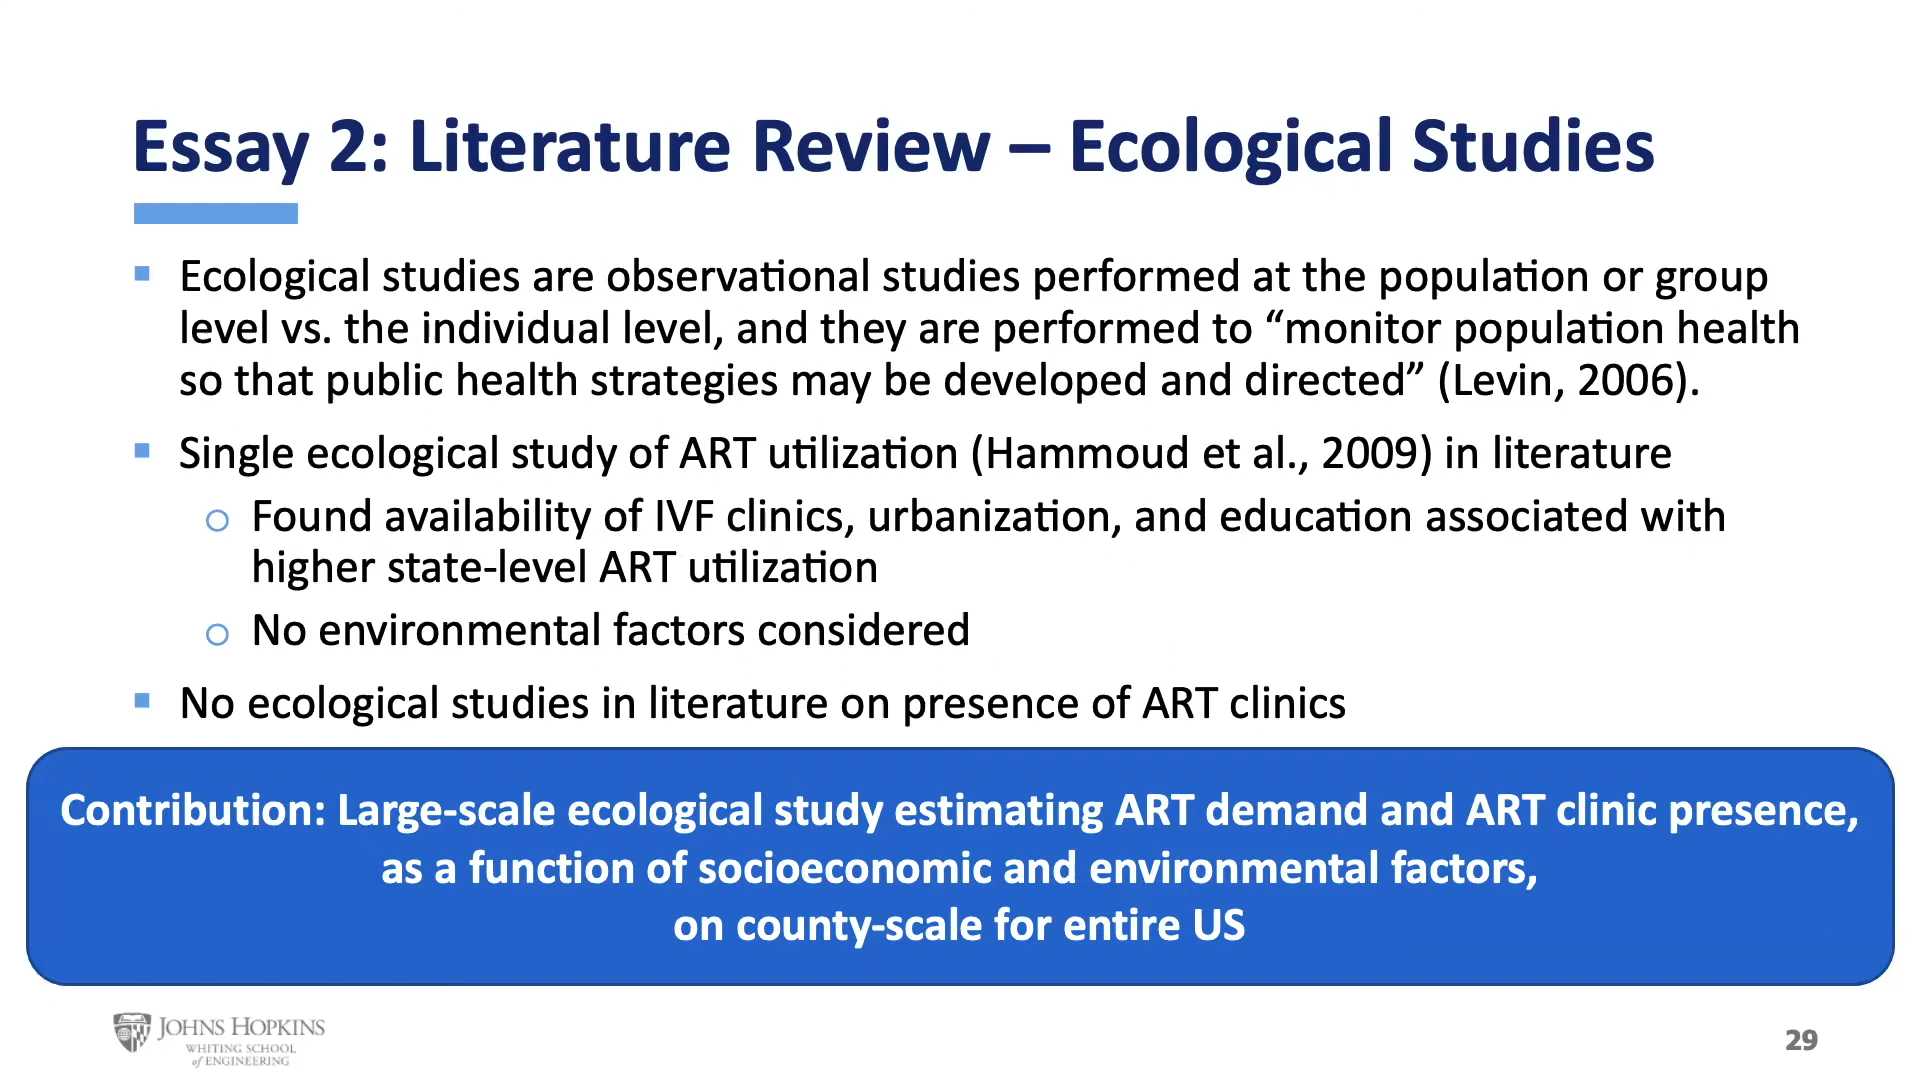 Essay 2: Literature Review – Ecological Studies
Ecological studies are observational studies performed at the population or group
level vs. the individual level, and they are performed to “monitor population health
so that public health strategies may be developed and directed” (Levin, 2006).
Single ecological study of ART utilization (Hammoud et al., 2009) in literature
Found availability of IVF clinics, urbanization, and education associated with
higher state-level ART utilization
No environmental factors considered
No ecological studies in literature on presence of ART clinics
Contribution: Large-scale ecological study estimating ART demand and ART clinic presence,
as a function of socioeconomic and environmental factors,
on county-scale for entire US
JOHNS HOPKINS
WHITING SCHOOL
of ENGINEERING
29